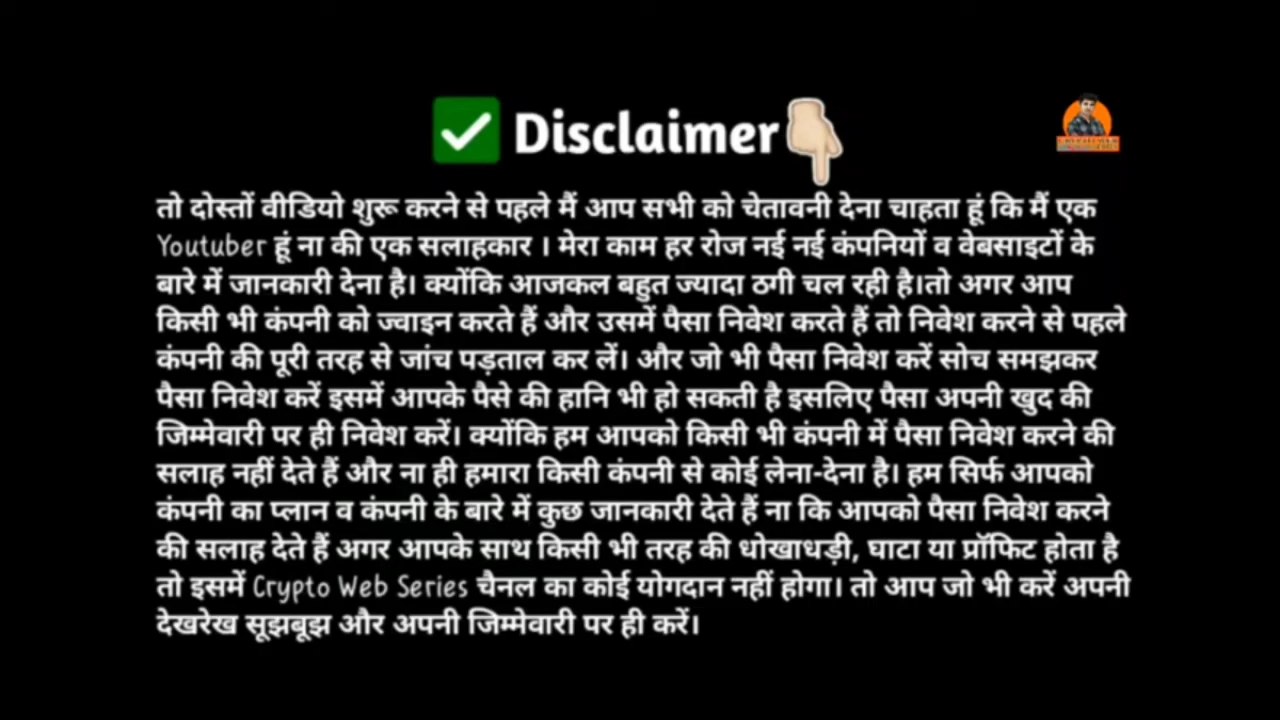 ✅ Disclaimer👇🏻
तो दोस्तों वीडियो शुरू करने से पहले मैं आप सभी को चेतावनी देना चाहता हूं कि मैं एक
Youtuber हूं ना की एक सलाहकार । मेरा काम हर रोज नई नई कंपनियों व वेबसाइटों के
बारे में जानकारी देना है। क्योंकि आजकल बहुत ज्यादा ठगी चल रही है।तो अगर आप
किसी भी कंपनी को ज्वाइन करते हैं और उसमें पैसा निवेश करते हैं तो निवेश करने से पहले
कंपनी की पूरी तरह से जांच पड़ताल कर लें। और जो भी पैसा निवेश करें सोच समझकर
पैसा निवेश करें इसमें आपके पैसे की हानि भी हो सकती है इसलिए पैसा अपनी खुद की
जिम्मेवारी पर ही निवेश करें। क्योंकि हम आपको किसी भी कंपनी में पैसा निवेश करने की
सलाह नहीं देते हैं और ना ही हमारा किसी कंपनी से कोई लेना-देना है। हम सिर्फ आपको
कंपनी का प्लान व कंपनी के बारे में कुछ जानकारी देते हैं ना कि आपको पैसा निवेश करने
की सलाह देते हैं अगर आपके साथ किसी भी तरह की धोखाधड़ी, घाटा या प्रॉफिट होता है
तो इसमें Crypto Web Series चैनल का कोई योगदान नहीं होगा। तो आप जो भी करें अपनी
देखरेख सूझबूझ और अपनी जिम्मेवारी पर ही करें।